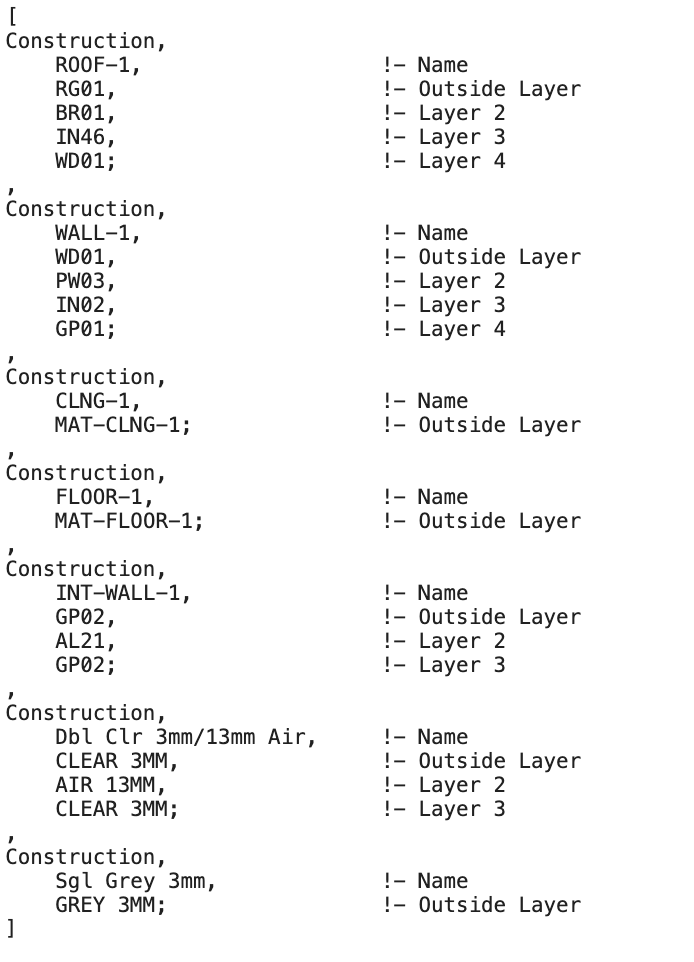 [
Construction,
    ROOF-1,                   !- Name
    RG01,                     !- Outside Layer
    BR01,                     !- Layer 2
    IN46,                     !- Layer 3
    WD01;                     !- Layer 4
,
Construction,
    WALL-1,                   !- Name
    WD01,                     !- Outside Layer
    PW03,                     !- Layer 2
    IN02,                     !- Layer 3
    GP01;                     !- Layer 4
,
Construction,
    CLNG-1,                   !- Name
    MAT-CLNG-1;               !- Outside Layer
,
Construction,
    FLOOR-1,                  !- Name
    MAT-FLOOR-1;              !- Outside Layer
,
Construction,
    INT-WALL-1,               !- Name
    GP02,                     !- Outside Layer
    AL21,                     !- Layer 2
    GP02;                     !- Layer 3
,
Construction,
    Dbl Clr 3mm/13mm Air,     !- Name
    CLEAR 3MM,                !- Outside Layer
    AIR 13MM,                 !- Layer 2
    CLEAR 3MM;                !- Layer 3
,
Construction,
    Sgl Grey 3mm,             !- Name
    GREY 3MM;                 !- Outside Layer
]